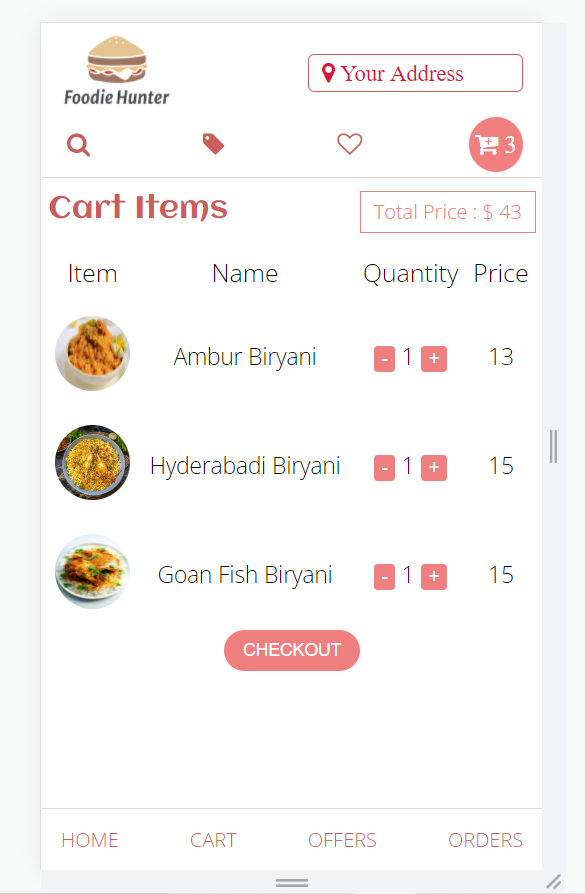 Foodie Hunter
Your Address
3
Cart Items
Total Price : $ 43
Item Name Quantity Price
Ambur Biryani - 1 + 13
Hyderabadi Biryani - 1 + 15
Goan Fish Biryani - 1 + 15
CHECKOUT
HOME CART OFFERS ORDERS